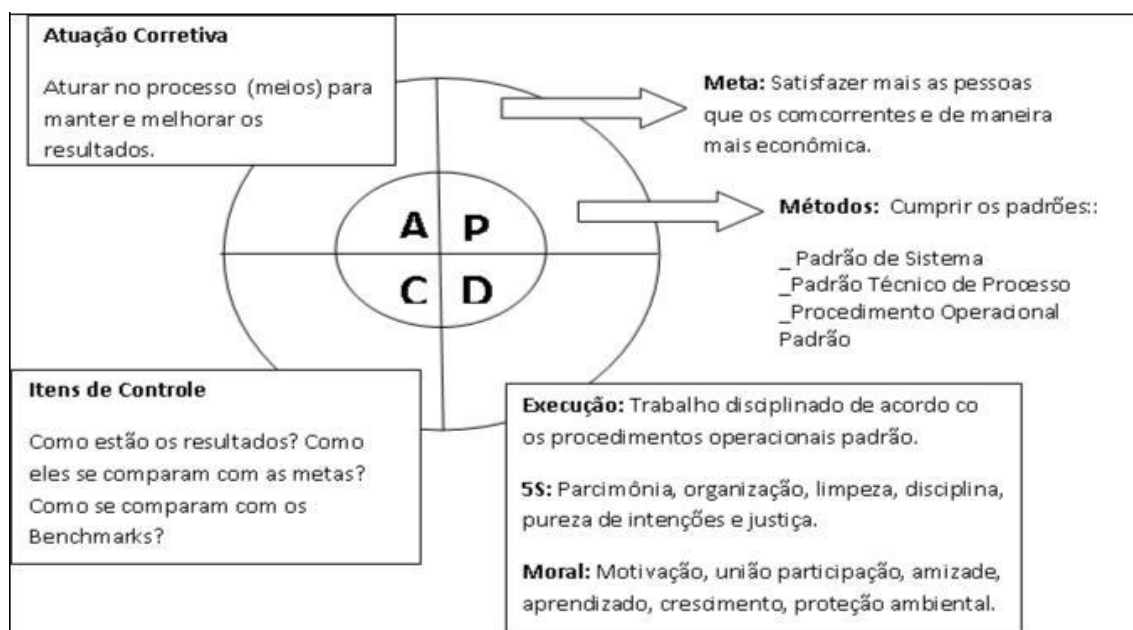 Atuação Corretiva
Aturar no processo (meios) para
manter e melhorar os
resultados.
Meta: Satisfazer mais as pessoas
que os comcorrentes e de maneira
mais econômica.
Métodos: Cumprir os padrões::
_ Padrão de Sistema
_Padrão Técnico de Processo
_Procedimento Operacional
Padrão
A P
C D
Itens de Controle
Como estão os resultados? Como
eles se comparam com as metas?
Como se comparam com os
Benchmarks?
Execução: Trabalho disciplinado de acordo co
os procedimentos operacionais padrão.
5S: Parcimônia, organização, limpeza, disciplina,
pureza de intenções e justiça.
Moral: Motivação, união participação, amizade,
aprendizado, crescimento, proteção ambiental.